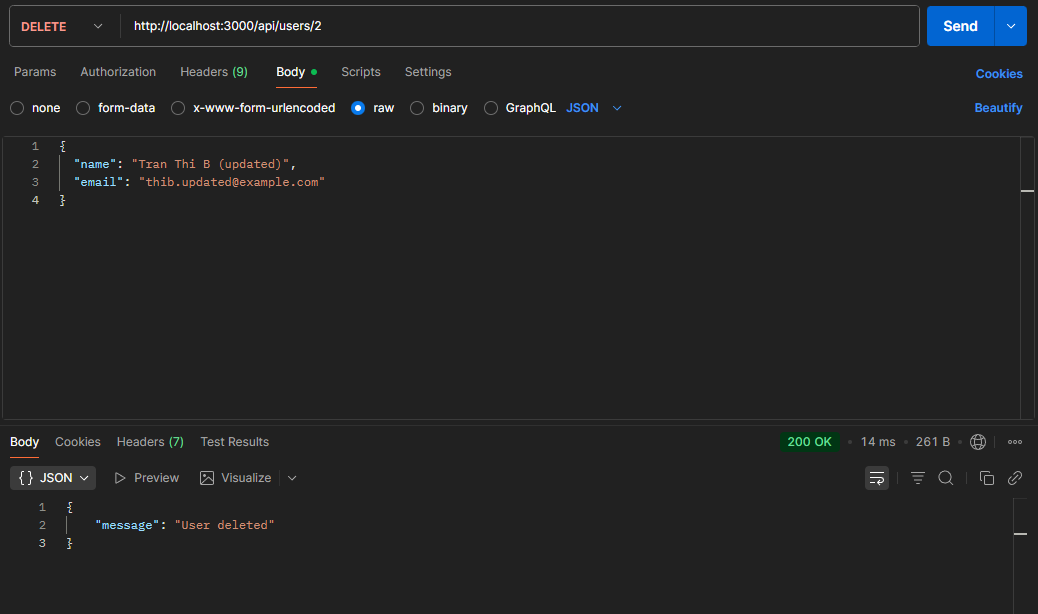 DELETE http://localhost:3000/api/users/2 Send
Params Authorization Headers (9) Body Scripts Settings Cookies
none form-data x-www-form-urlencoded raw binary GraphQL JSON Beautify
1 {
2 "name": "Tran Thi B (updated)",
3 "email": "thib.updated@example.com"
4 }
Body Cookies Headers (7) Test Results 200 OK 14 ms 261 B
{} JSON Preview Visualize
1 {
2 "message": "User deleted"
3 }